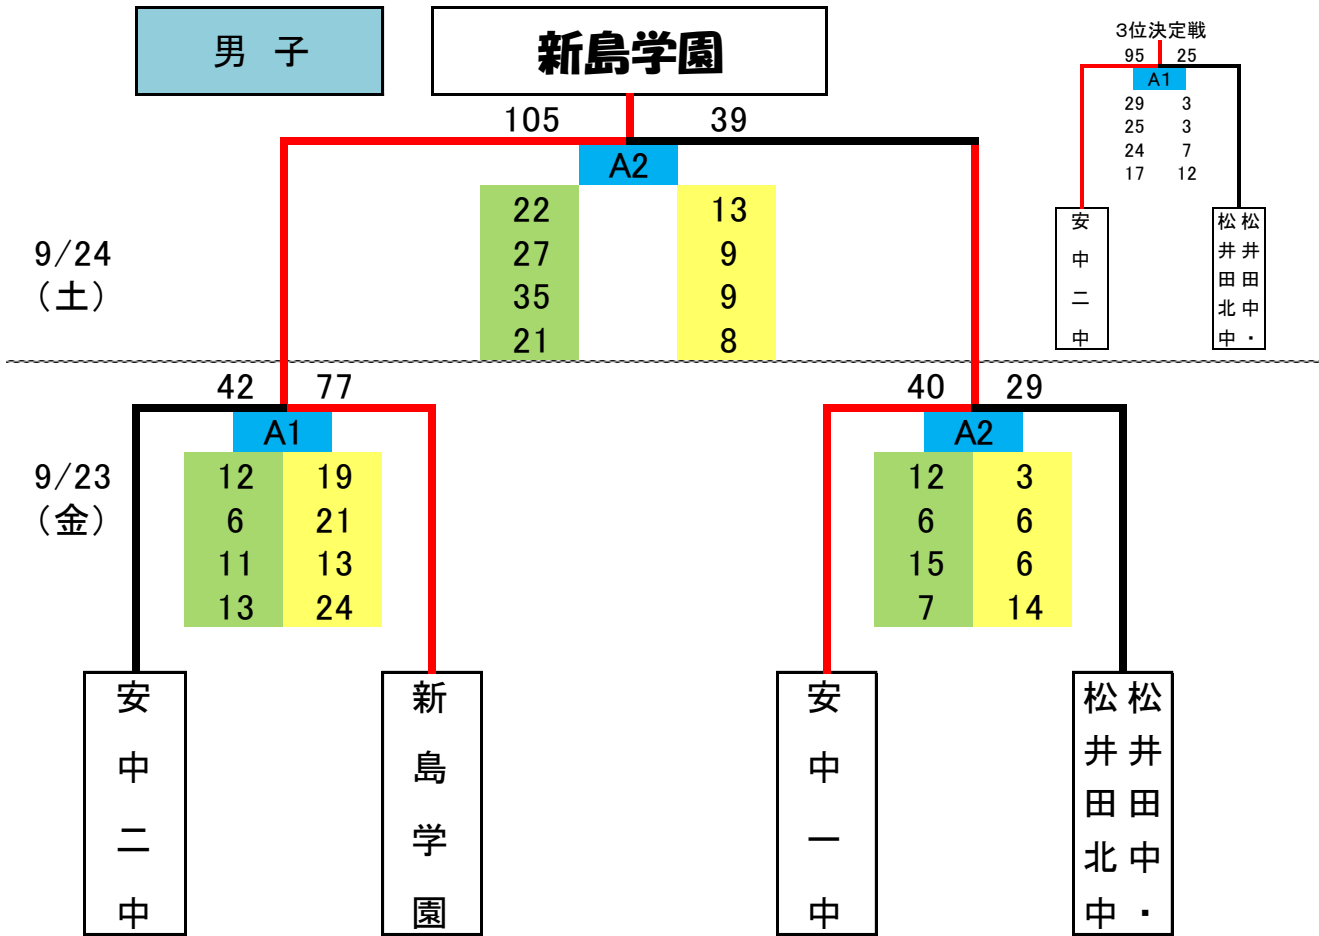 男 子
新島学園
3位決定戦
95 25
A1
29 3
25 3
24 7
17 12
安中二中
松井田中・
松井田北中
105 39
A2
22 13
27 9
35 9
21 8
9/24
(土)
42 77
A1
12 19
6 21
11 13
13 24
40 29
A2
12 3
6 6
15 6
7 14
9/23
(金)
安中二中
新島学園
安中一中
松井田中・
松井田北中